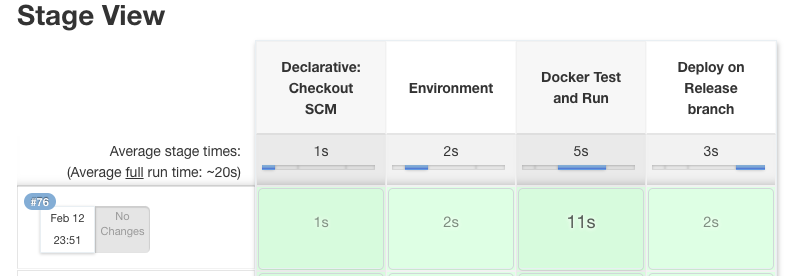 Stage View
Declarative:
Checkout
SCM
Environment
Docker Test
and Run
Deploy on
Release
branch
Average stage times:
(Average full run time: ~20s)
1s
2s
5s
3s
#76
Feb 12
23:51
No
Changes
1s
2s
11s
2s